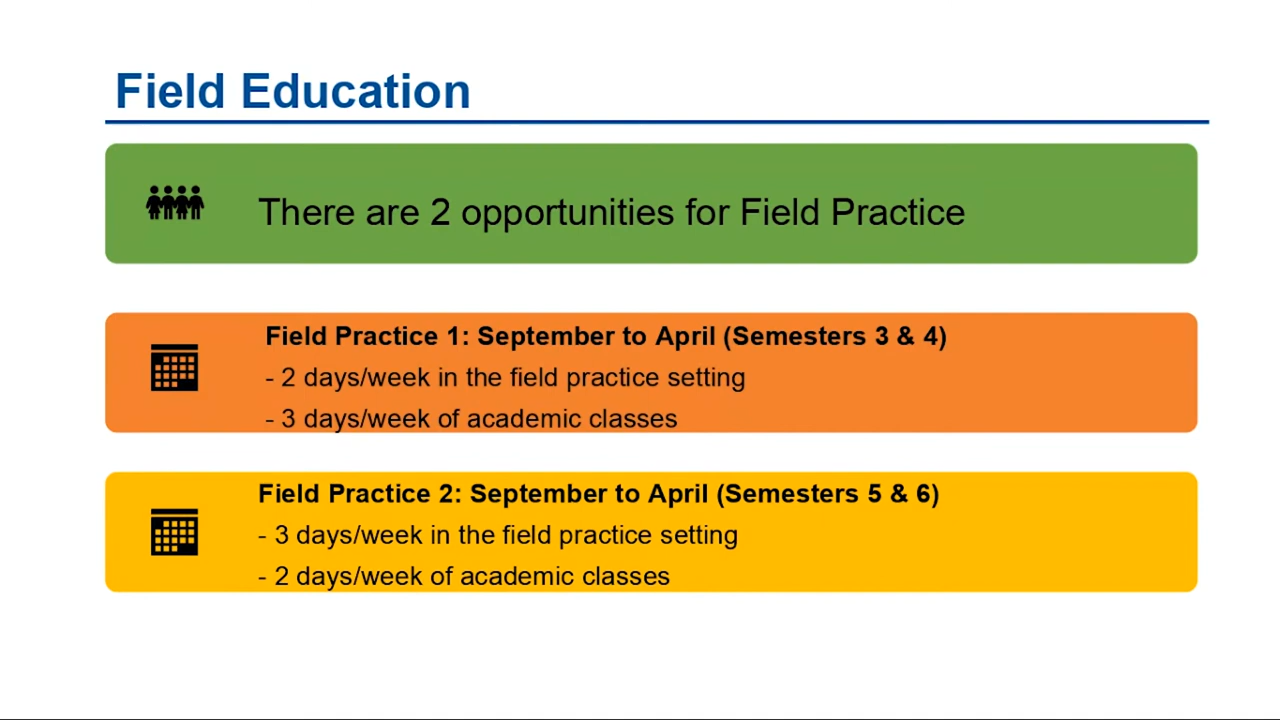 Field Education
There are 2 opportunities for Field Practice
Field Practice 1: September to April (Semesters 3 & 4)
- 2 days/week in the field practice setting
- 3 days/week of academic classes
Field Practice 2: September to April (Semesters 5 & 6)
- 3 days/week in the field practice setting
- 2 days/week of academic classes